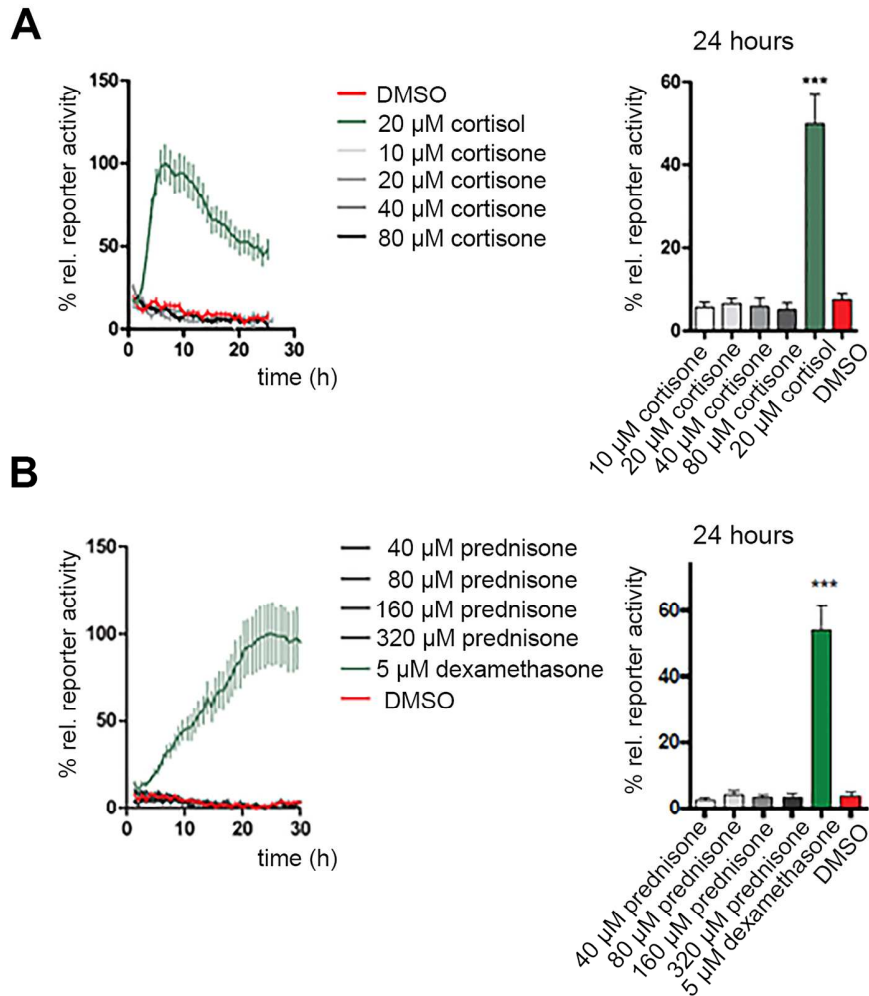 A
24 hours
% rel. reporter activity
150
100
50
0
0
10
20
30
time (h)
DMSO
20 µM cortisol
10 µM cortisone
20 µM cortisone
40 µM cortisone
80 µM cortisone
% rel. reporter activity
60
40
20
0
***
10 µM cortisone
20 µM cortisone
40 µM cortisone
80 µM cortisone
20 µM cortisol
DMSO
B
24 hours
% rel. reporter activity
150
100
50
0
0
10
20
30
time (h)
40 µM prednisone
80 µM prednisone
160 µM prednisone
320 µM prednisone
5 µM dexamethasone
DMSO
% rel. reporter activity
60
40
20
0
***
40 µM prednisone
80 µM prednisone
160 µM prednisone
320 µM prednisone
5 µM dexamethasone
DMSO